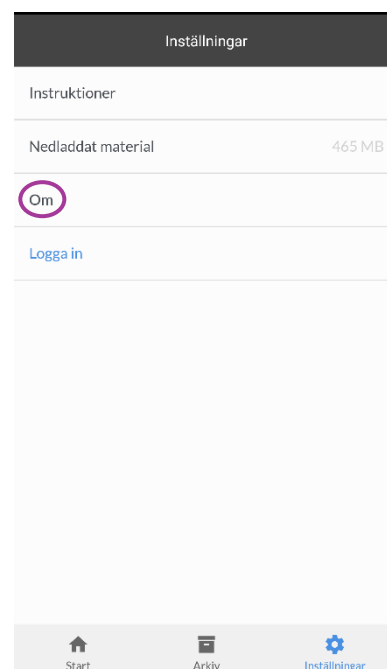 Inställningar
Instruktioner
Nedladdat material 465 MB
Om
Logga in
Start Arkiv Inställningar